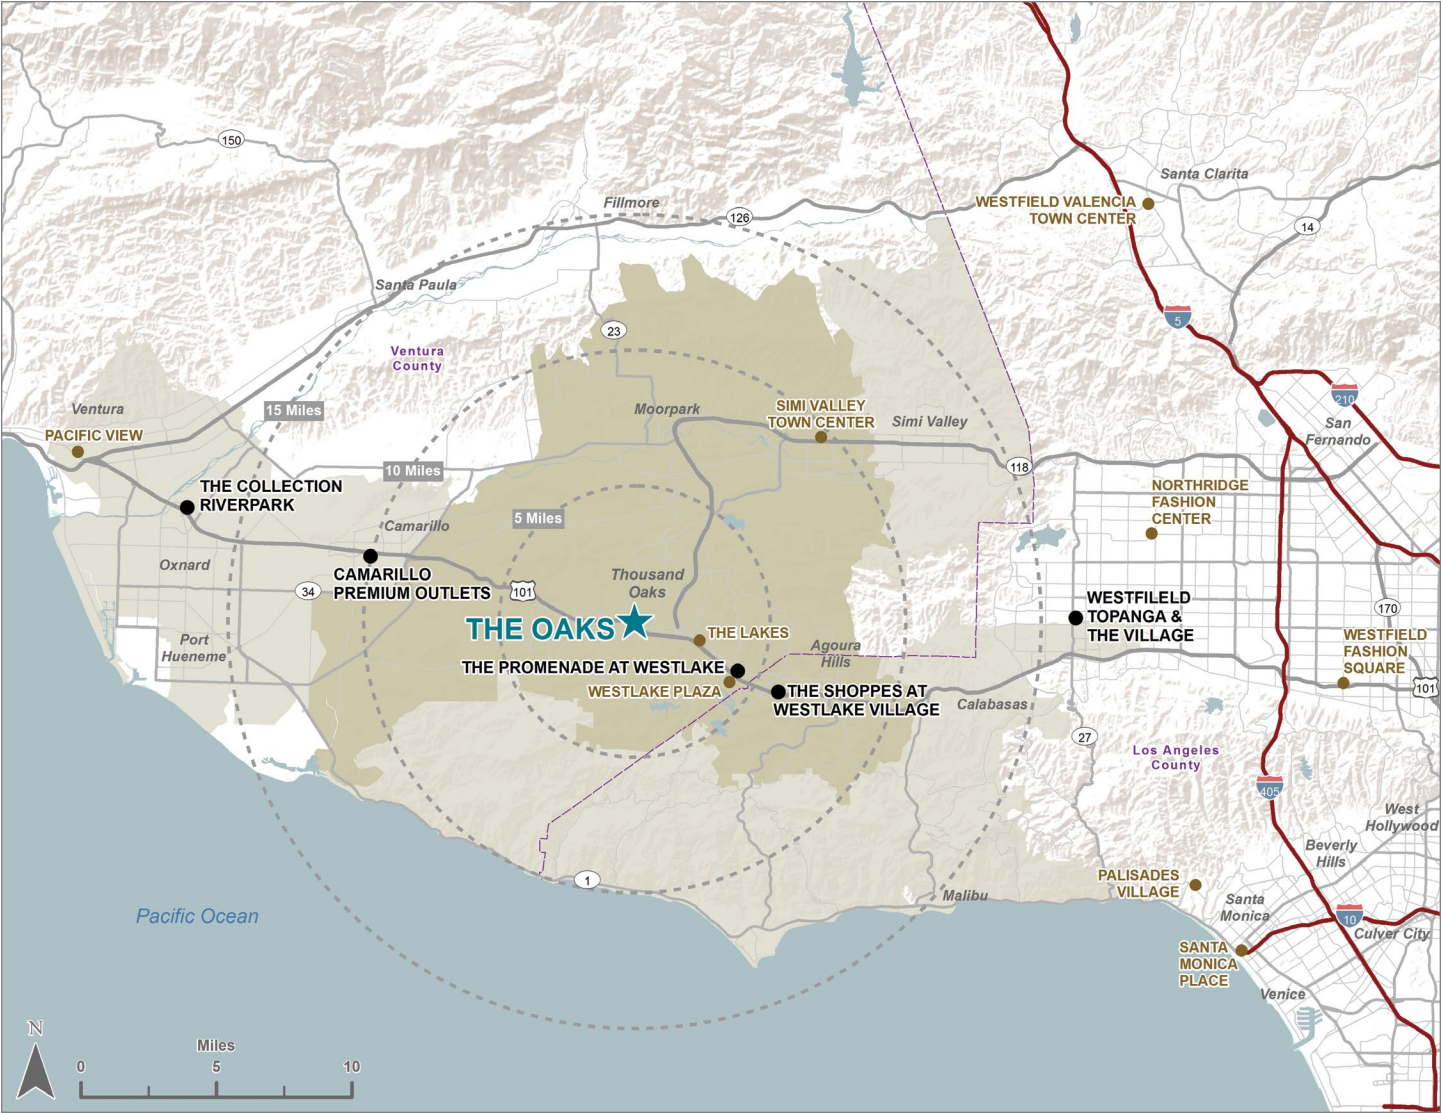 150
Santa Clarita
WESTFIELD VALENCIA
TOWN CENTER
Fillmore
126
14
Santa Paula
5
23
Ventura
County
210
15 Miles
Ventura
Moorpark
SIMI VALLEY
TOWN CENTER
Simi Valley
San
Fernando
PACIFIC VIEW
10 Miles
118
THE COLLECTION
RIVERPARK
NORTHRIDGE
FASHION
CENTER
5 Miles
Camarillo
Oxnard
CAMARILLO
PREMIUM OUTLETS
34
101
Thousand
Oaks
WESTFILELD
TOPANGA &
THE VILLAGE
170
THE OAKS
THE LAKES
Port
Hueneme
Agoura
Hills
WESTFIELD
FASHION
SQUARE
THE PROMENADE AT WESTLAKE
WESTLAKE PLAZA
THE SHOPPES AT
WESTLAKE VILLAGE
101
Calabasas
27
Los Angeles
County
405
West
Hollywood
Beverly
Hills
1
PALISADES
VILLAGE
Malibu
Santa
Monica
10
Culver City
Pacific Ocean
SANTA
MONICA
PLACE
Venice
N
Miles
0 5 10